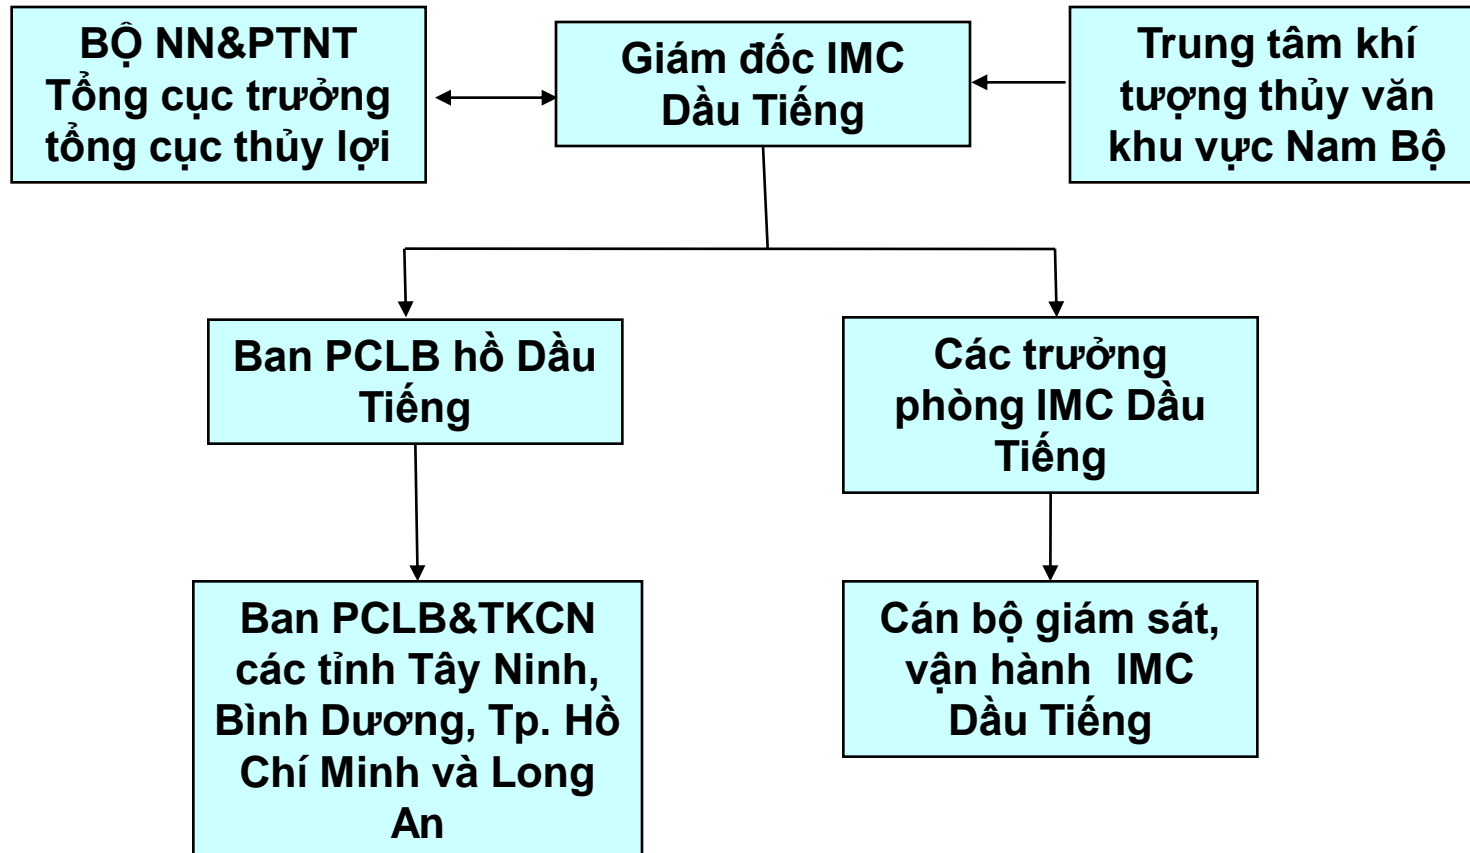 BỘ NN&PTNT
Tổng cục trưởng
tổng cục thủy lợi
Giám đốc IMC
Dầu Tiếng
Trung tâm khí
tượng thủy văn
khu vực Nam Bộ
Ban PCLB hồ Dầu
Tiếng
Các trưởng
phòng IMC Dầu
Tiếng
Ban PCLB&TKCN
các tỉnh Tây Ninh,
Bình Dương, Tp. Hồ
Chí Minh và Long
An
Cán bộ giám sát,
vận hành IMC
Dầu Tiếng